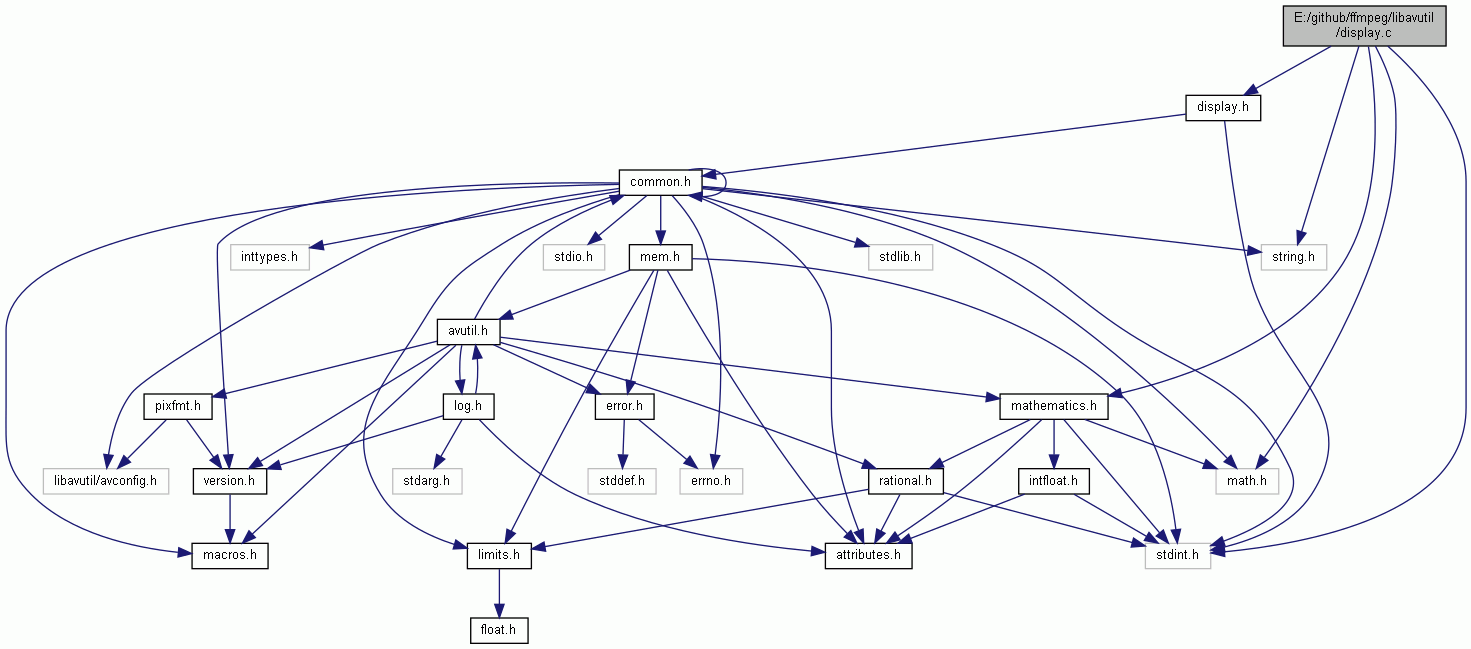 E:/github/ffmpeg/libavutil
/display.c
display.h
common.h
inttypes.h
stdio.h
mem.h
stdlib.h
string.h
avutil.h
pixfmt.h
log.h
error.h
mathematics.h
libavutil/avconfig.h
version.h
stdarg.h
stddef.h
errno.h
rational.h
intfloat.h
math.h
macros.h
limits.h
attributes.h
stdint.h
float.h